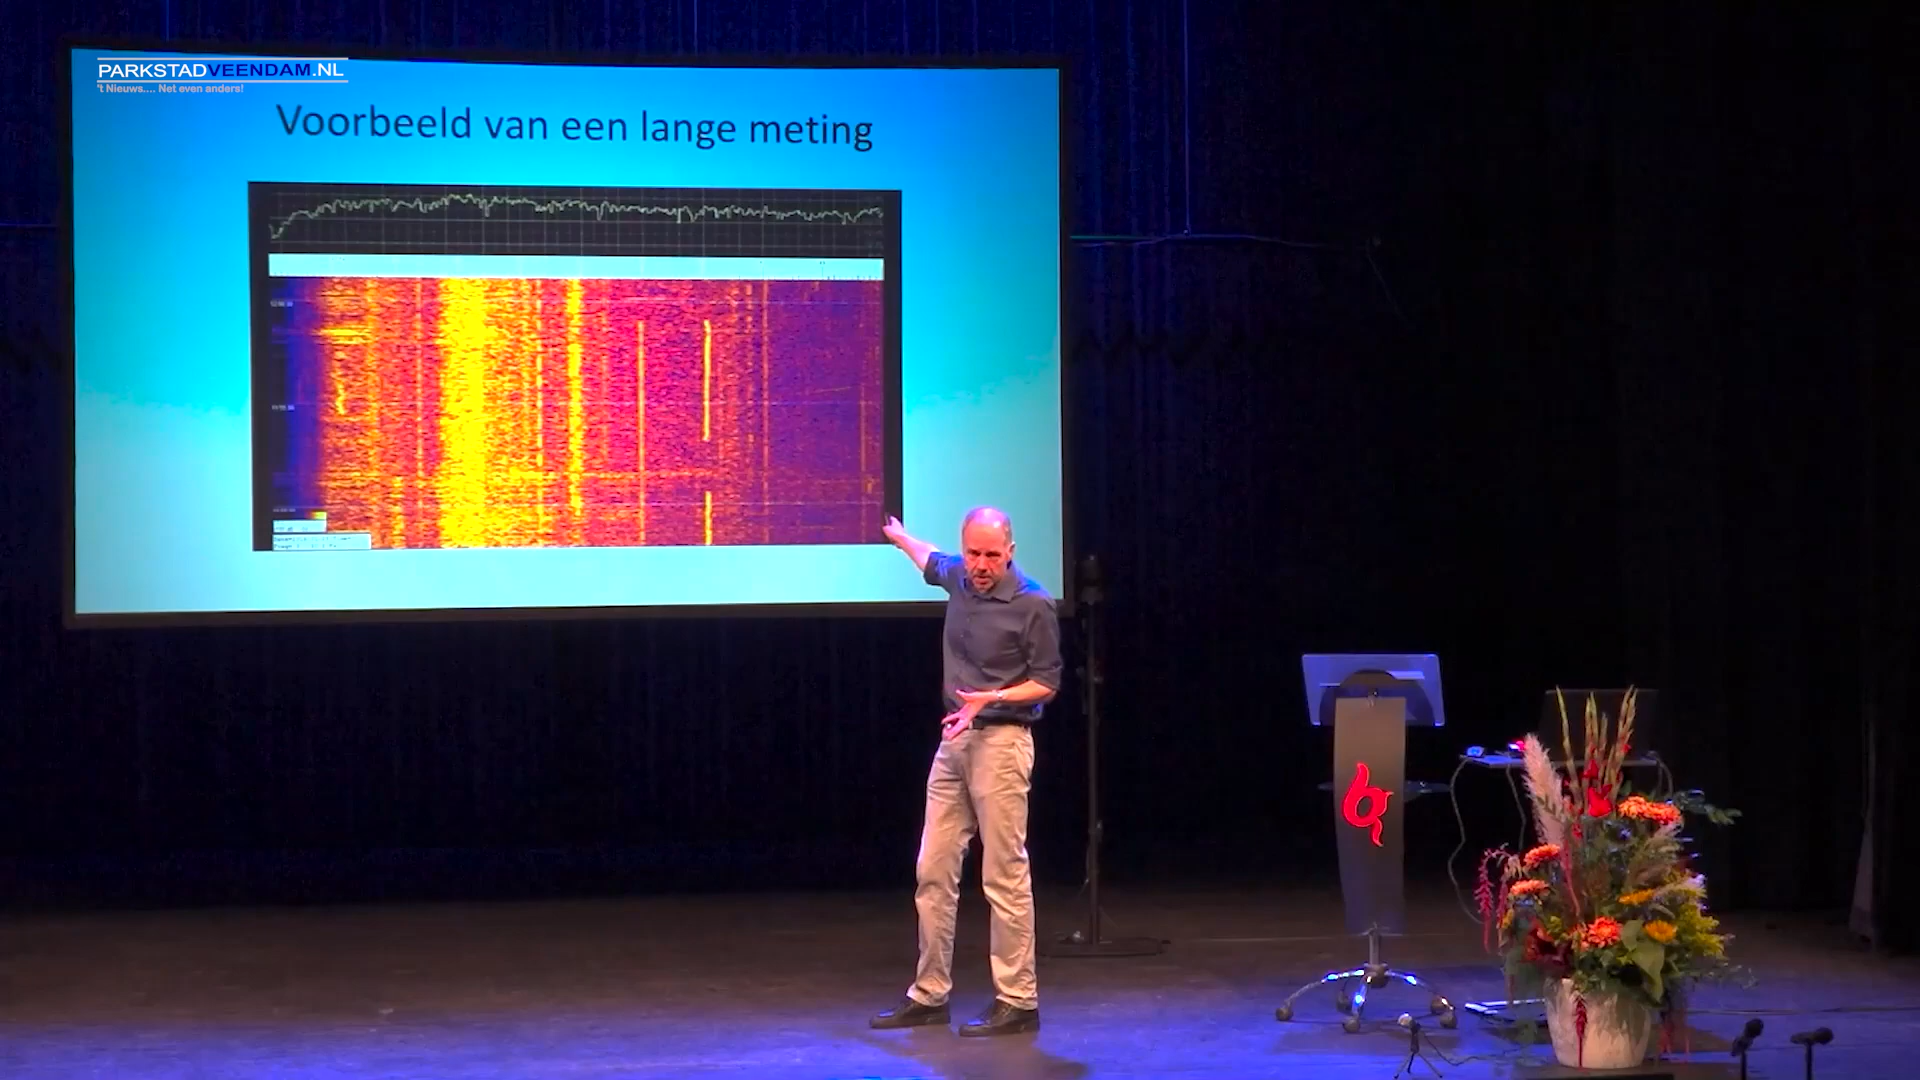 PARKSTADVEENDAM.NL
't Nieuws.... Net even anders!
Voorbeeld van een lange meting